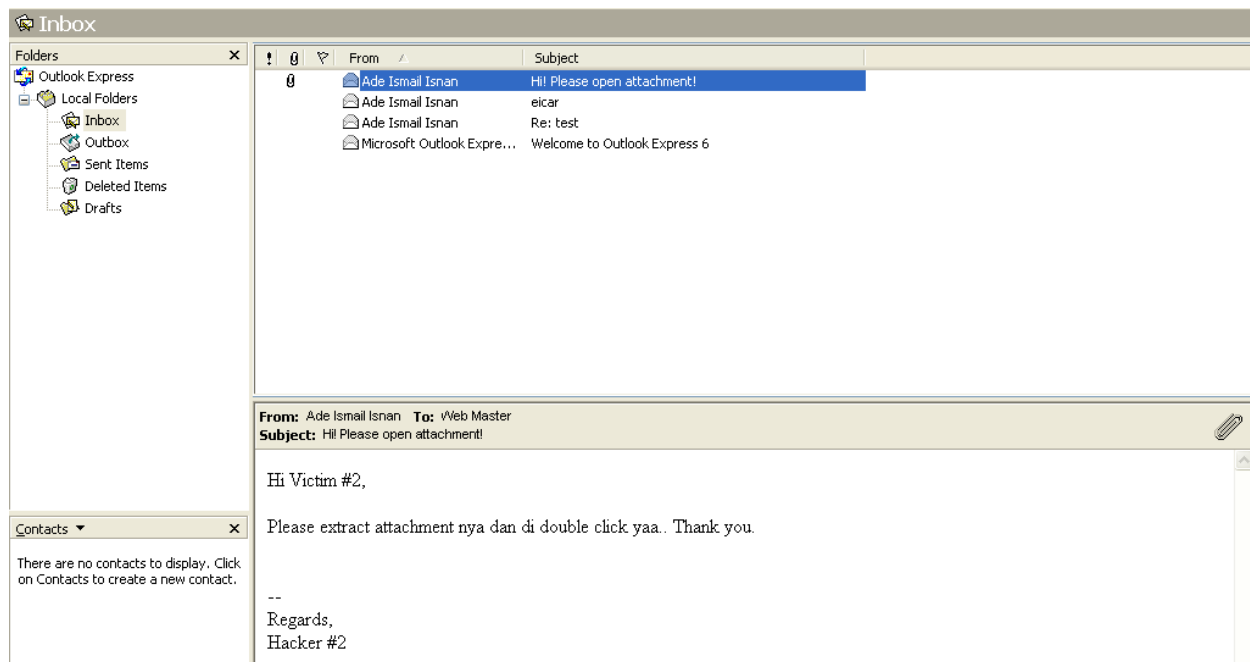 Inbox
Folders
Outlook Express
Local Folders
Inbox
Outbox
Sent Items
Deleted Items
Drafts
Contacts
There are no contacts to display. Click
on Contacts to create a new contact.
! From Subject
Ade Ismail Isnan Hi! Please open attachment!
Ade Ismail Isnan eicar
Ade Ismail Isnan Re: test
Microsoft Outlook Expre... Welcome to Outlook Express 6
From: Ade Ismail Isnan To: Web Master
Subject: Hi! Please open attachment!
Hi Victim #2,
Please extract attachment nya dan di double click yaa.. Thank you.
--
Regards,
Hacker #2